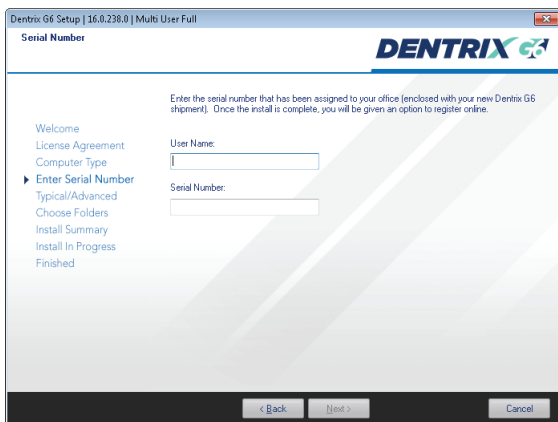 Dentrix G6 Setup | 16.0.238.0 | Multi User Full
Serial Number
DENTRIX G6
Enter the serial number that has been assigned to your office (enclosed with your new Dentrix G6
shipment). Once the install is complete, you will be given an option to register online.
Welcome
License Agreement
Computer Type
Enter Serial Number
Typical/Advanced
Choose Folders
Install Summary
Install In Progress
Finished
User Name:
Serial Number:
< Back
Next >
Cancel